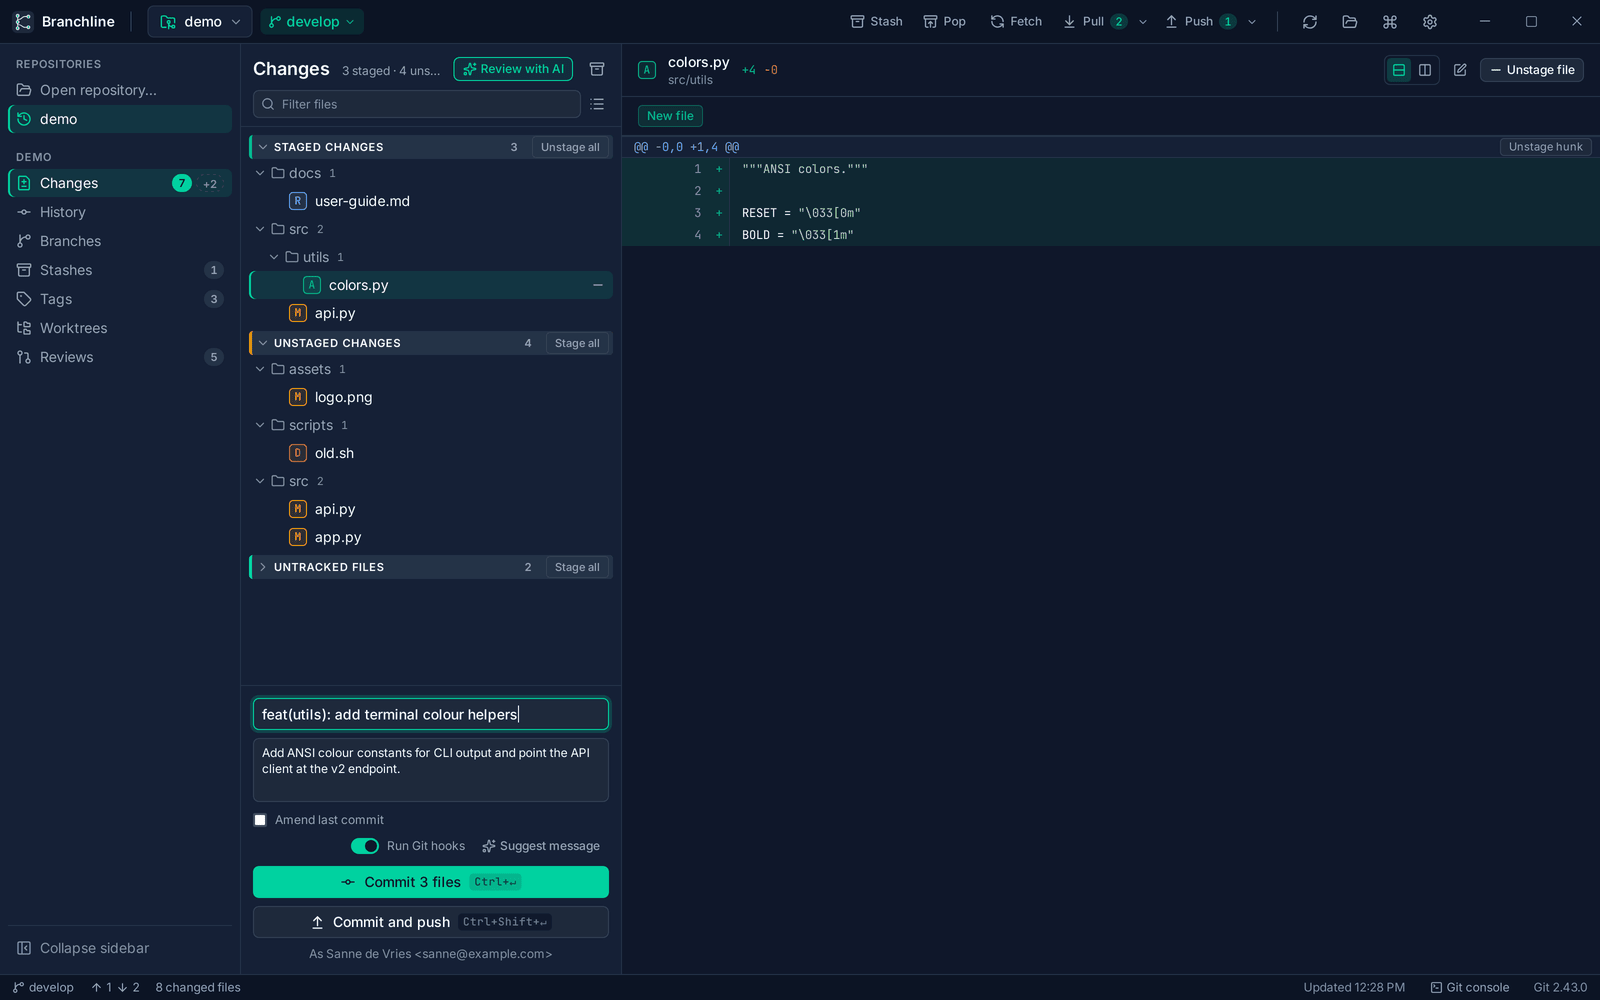 Branchline
demo
develop
Stash
Pop
Fetch
Pull 2
Push 1
REPOSITORIES
Open repository...
demo
DEMO
Changes 7 +2
History
Branches
Stashes 1
Tags 3
Worktrees
Reviews 5
Collapse sidebar
Changes 3 staged · 4 uns... Review with AI
Filter files
STAGED CHANGES 3 Unstage all
docs 1
R user-guide.md
src 2
utils 1
A colors.py
M api.py
UNSTAGED CHANGES 4 Stage all
assets 1
M logo.png
scripts 1
D old.sh
src 2
M api.py
M app.py
UNTRACKED FILES 2 Stage all
feat(utils): add terminal colour helpers
Add ANSI colour constants for CLI output and point the API
client at the v2 endpoint.
Amend last commit
Run Git hooks Suggest message
Commit 3 files Ctrl+↵
Commit and push Ctrl+Shift+↵
As Sanne de Vries <sanne@example.com>
A colors.py +4 -0
src/utils
Unstage file
New file
@@ -0,0 +1,4 @@ Unstage hunk
1 + """ANSI colors."""
2 +
3 + RESET = "\033[0m"
4 + BOLD = "\033[1m"
develop ↑ 1 ↓ 2 8 changed files
Updated 12:28 PM Git console Git 2.43.0